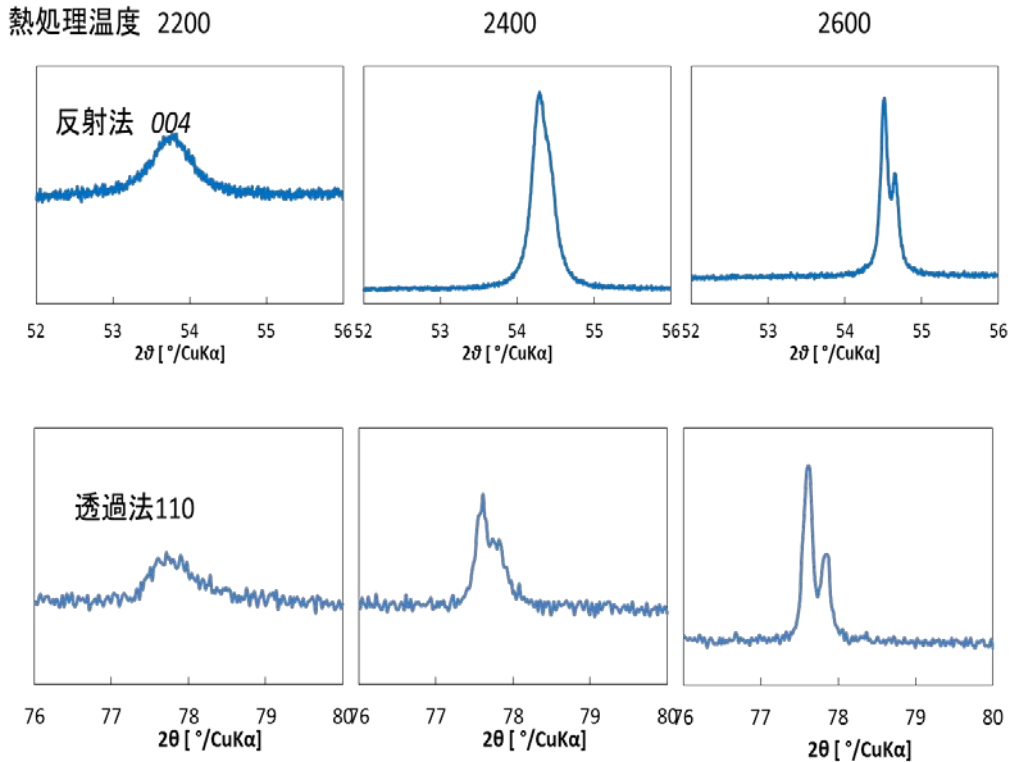 熱処理温度 2200 2400 2600
反射法 004
52 53 54 55 56 52 53 54 55 56 52 53 54 55 56
2θ [ °/CuKα] 2θ [ °/CuKα] 2θ [ °/CuKα]
透過法110
76 77 78 79 80 76 77 78 79 80 76 77 78 79 80
2θ [ °/CuKα] 2θ [ °/CuKα] 2θ [ °/CuKα]